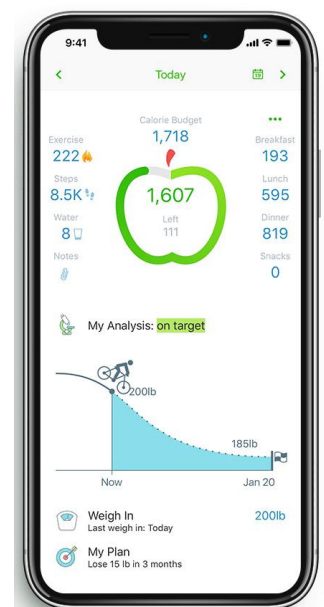 9:41
Today
19
Calorie Budget
1,718
Exercise
222
Steps
8.5K
Water
8
Notes
1,607
Left
111
Breakfast
193
Lunch
595
Dinner
819
Snacks
0
My Analysis: on target
200lb
185lb
Now
Jan 20
Weigh In
Last weigh in: Today
200lb
My Plan
Lose 15 lb in 3 months